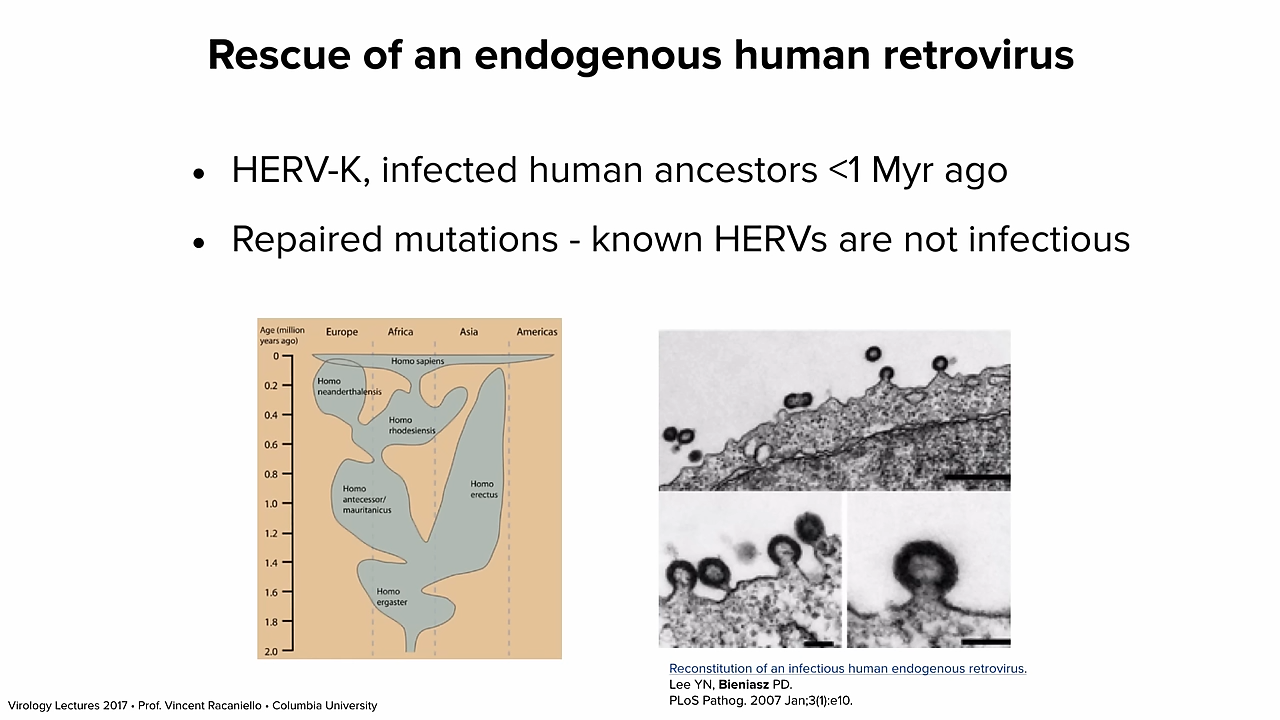 Rescue of an endogenous human retrovirus
• HERV-K, infected human ancestors <1 Myr ago
• Repaired mutations - known HERVs are not infectious
Age (million
years ago)
Europe
Africa
Asia
Americas
0
0.2
0.4
0.6
0.8
1.0
1.2
1.4
1.6
1.8
2.0
Homo sapiens
Homo
neanderthalensis
Homo
rhodesiensis
Homo
antecessor/
mauritanicus
Homo
erectus
Homo
ergaster
Reconstitution of an infectious human endogenous retrovirus.
Lee YN, Bieniasz PD.
PLoS Pathog. 2007 Jan;3(1):e10.
Virology Lectures 2017 • Prof. Vincent Racaniello • Columbia University